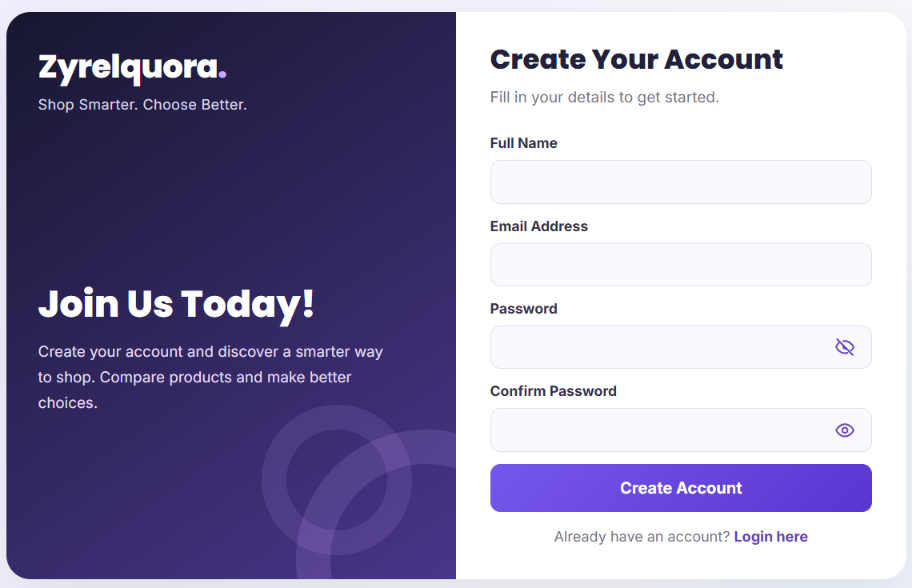 Zyrelquora.
Shop Smarter. Choose Better.
Join Us Today!
Create your account and discover a smarter way
to shop. Compare products and make better
choices.
Create Your Account
Fill in your details to get started.
Full Name
Email Address
Password
Confirm Password
Create Account
Already have an account? Login here